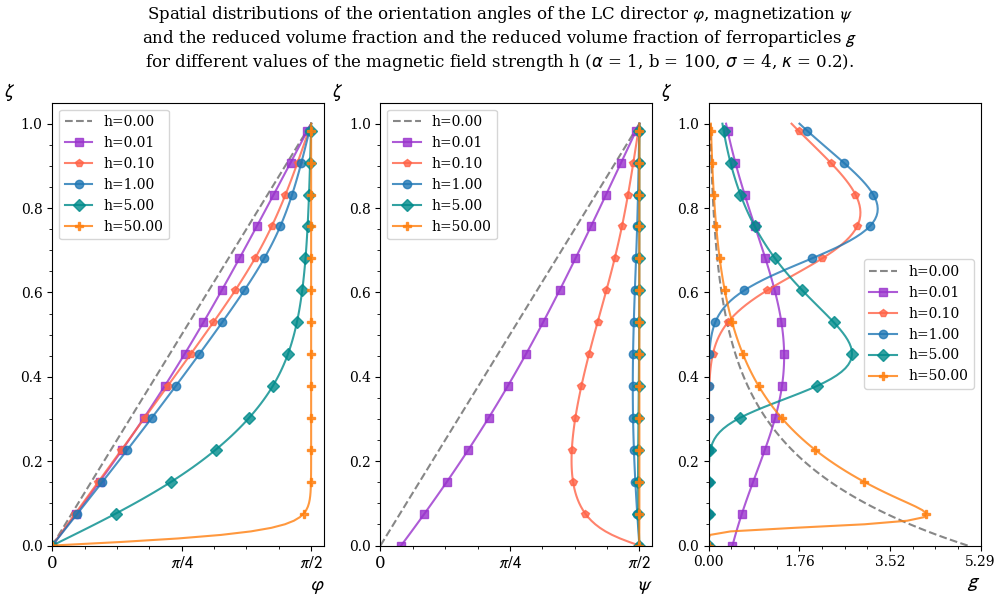 Spatial distributions of the orientation angles of the LC director φ, magnetization ψ
and the reduced volume fraction and the reduced volume fraction of ferroparticles g
for different values of the magnetic field strength h (α = 1, b = 100, σ = 4, κ = 0.2).
ζ
1.0
0.8
0.6
0.4
0.2
0.0
h=0.00
h=0.01
h=0.10
h=1.00
h=5.00
h=50.00
0
π/4
π/2
φ
ζ
1.0
0.8
0.6
0.4
0.2
0.0
h=0.00
h=0.01
h=0.10
h=1.00
h=5.00
h=50.00
0
π/4
π/2
ψ
ζ
1.0
0.8
0.6
0.4
0.2
0.0
h=0.00
h=0.01
h=0.10
h=1.00
h=5.00
h=50.00
0.00
1.76
3.52
5.29
g